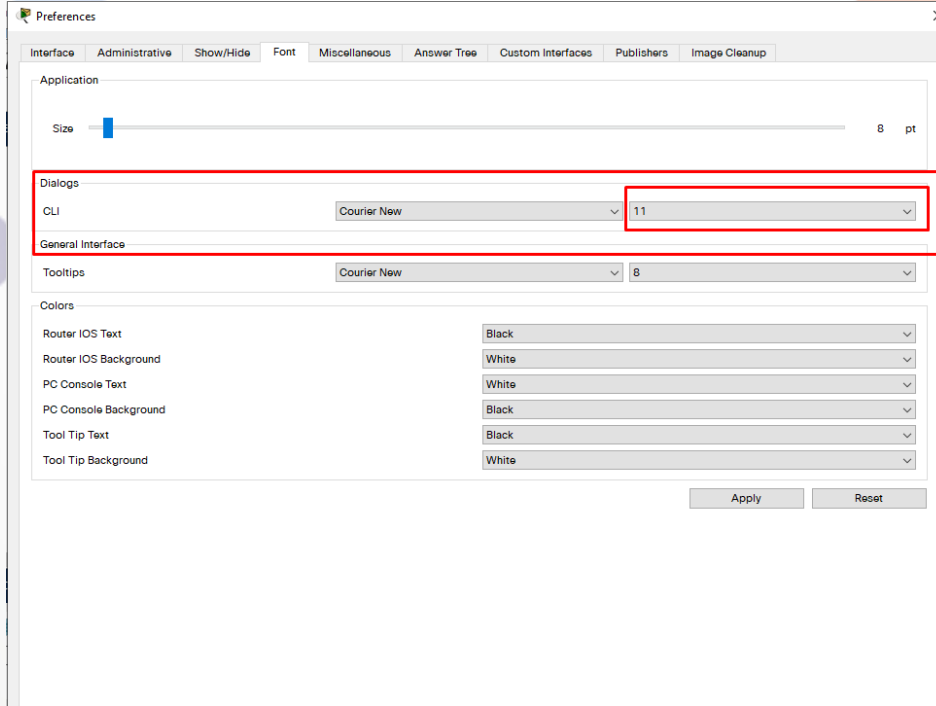 Preferences
Interface Administrative Show/Hide Font Miscellaneous Answer Tree Custom Interfaces Publishers Image Cleanup
Application
Size 8 pt
Dialogs
CLI Courier New 11
General Interface
Tooltips Courier New 8
Colors
Router IOS Text Black
Router IOS Background White
PC Console Text White
PC Console Background Black
Tool Tip Text Black
Tool Tip Background White
Apply Reset